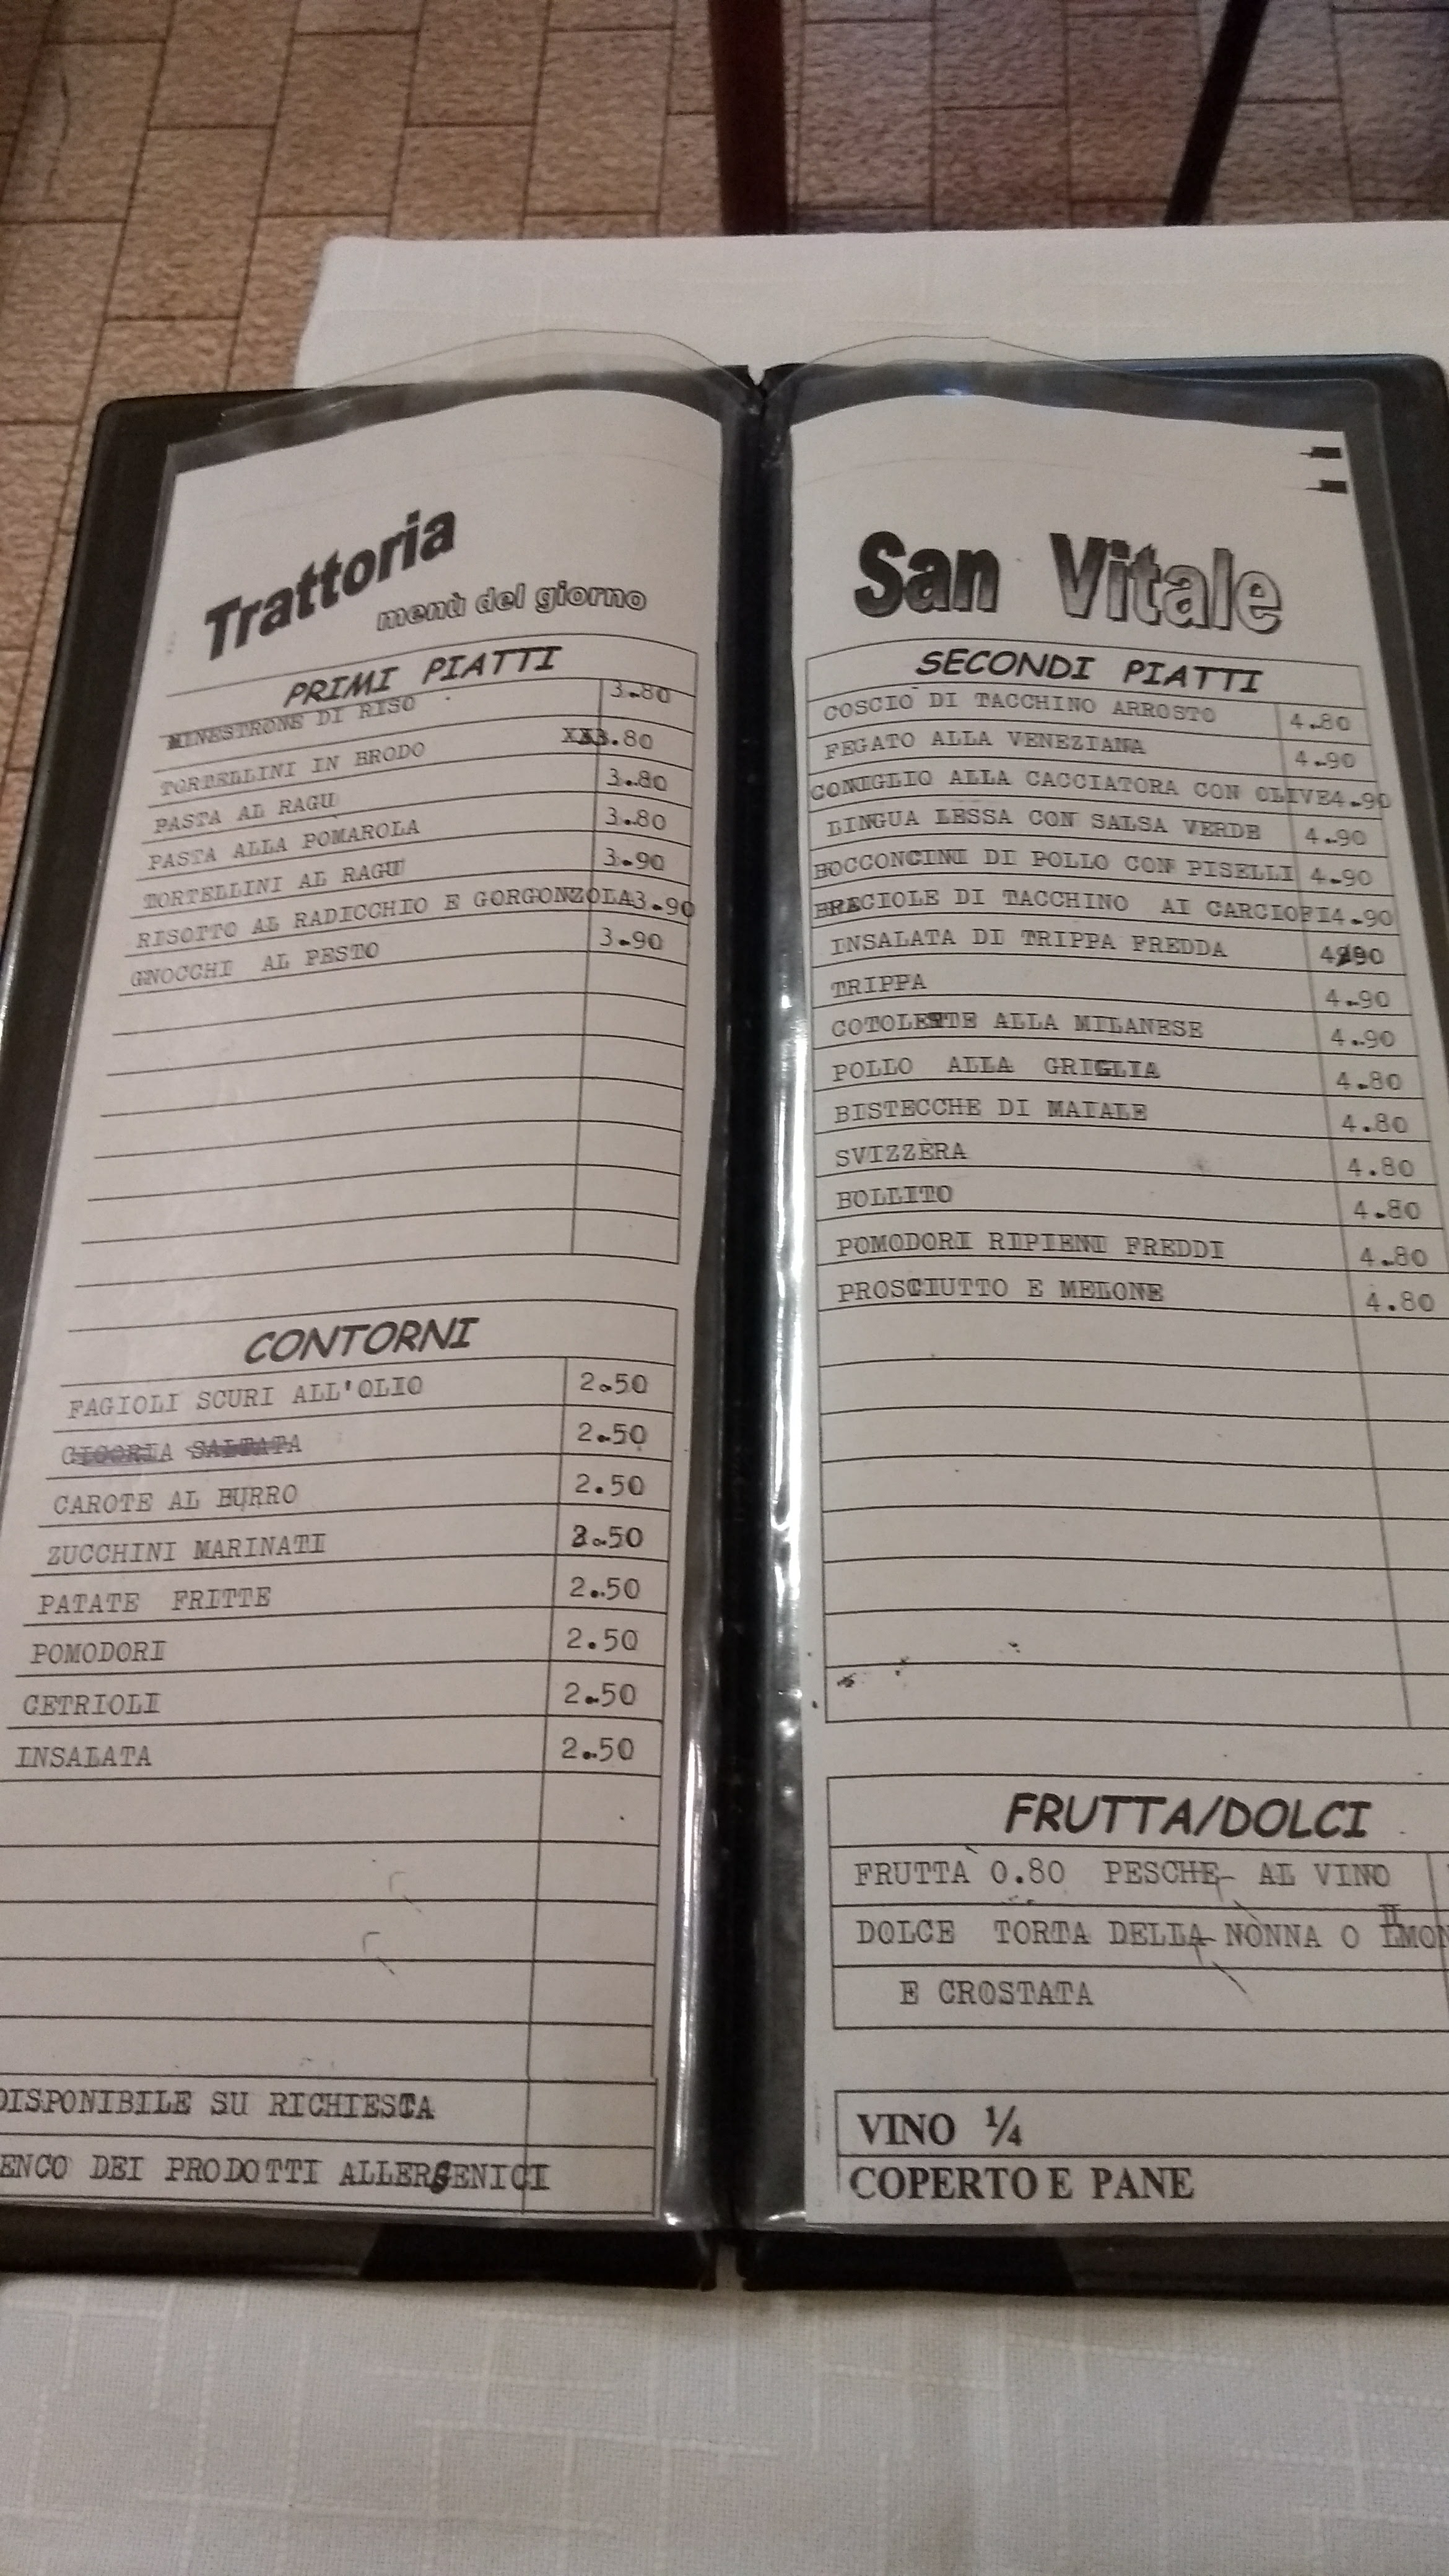 Trattoria
menù del giorno
PRIMI PIATTI
MINESTRONE DI RISO 3.80
TORTELLINI IN BRODO XX3.80
PASTA AL RAGU 3.80
PASTA ALLA POMAROLA 3.80
TORTELLINI AL RAGU 3.90
RISOTTO AL RADICCHIO E GORGONZOLA3.90
GNOCCHI AL PESTO 3.90
CONTORNI
FAGIOLI SCURI ALL'OLIO 2.50
CICORIA SALTATA 2.50
CAROTE AL BURRO 2.50
ZUCCHINI MARINATI 2.50
PATATE FRITTE 2.50
POMODORI 2.50
CETRIOLI 2.50
INSALATA 2.50
DISPONIBILE SU RICHIESTA
ENCO DEI PRODOTTI ALLERGENICI
San Vitale
SECONDI PIATTI
COSCIO DI TACCHINO ARROSTO 4.80
FEGATO ALLA VENEZIANA 4.90
CONIGLIO ALLA CACCIATORA CON OLIVE4.90
LINGUA LESSA CON SALSA VERDE 4.90
BOCCONCINI DI POLLO CON PISELLI 4.90
BRACIOLE DI TACCHINO AI CARCIOFI4.90
INSALATA DI TRIPPA FREDDA 4.90
TRIPPA 4.90
COTOLETTE ALLA MILANESE 4.90
POLLO ALLA GRIGLIA 4.80
BISTECCHE DI MAIALE 4.80
SVIZZERA 4.80
BOLLITO 4.80
POMODORI RIPIENI FREDDI 4.80
PROSCIUTTO E MELONE 4.80
FRUTTA/DOLCI
FRUTTA 0.80 PESCHE AL VINO
DOLCE TORTA DELLA NONNA O LIMON
E CROSTATA
VINO ¼
COPERTO E PANE